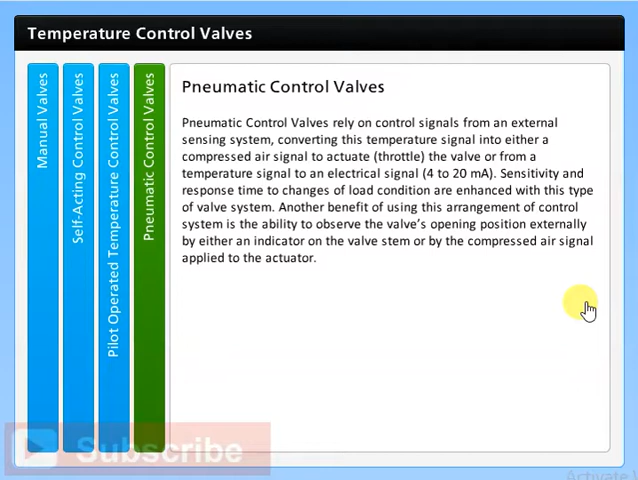 Temperature Control Valves
Manual Valves
Self-Acting Control Valves
Pilot Operated Temperature Control Valves
Pneumatic Control Valves
Pneumatic Control Valves
Pneumatic Control Valves rely on control signals from an external
sensing system, converting this temperature signal into either a
compressed air signal to actuate (throttle) the valve or from a
temperature signal to an electrical signal (4 to 20 mA). Sensitivity and
response time to changes of load condition are enhanced with this type
of valve system. Another benefit of using this arrangement of control
system is the ability to observe the valve’s opening position externally
by either an indicator on the valve stem or by the compressed air signal
applied to the actuator.
Subscribe
Activate